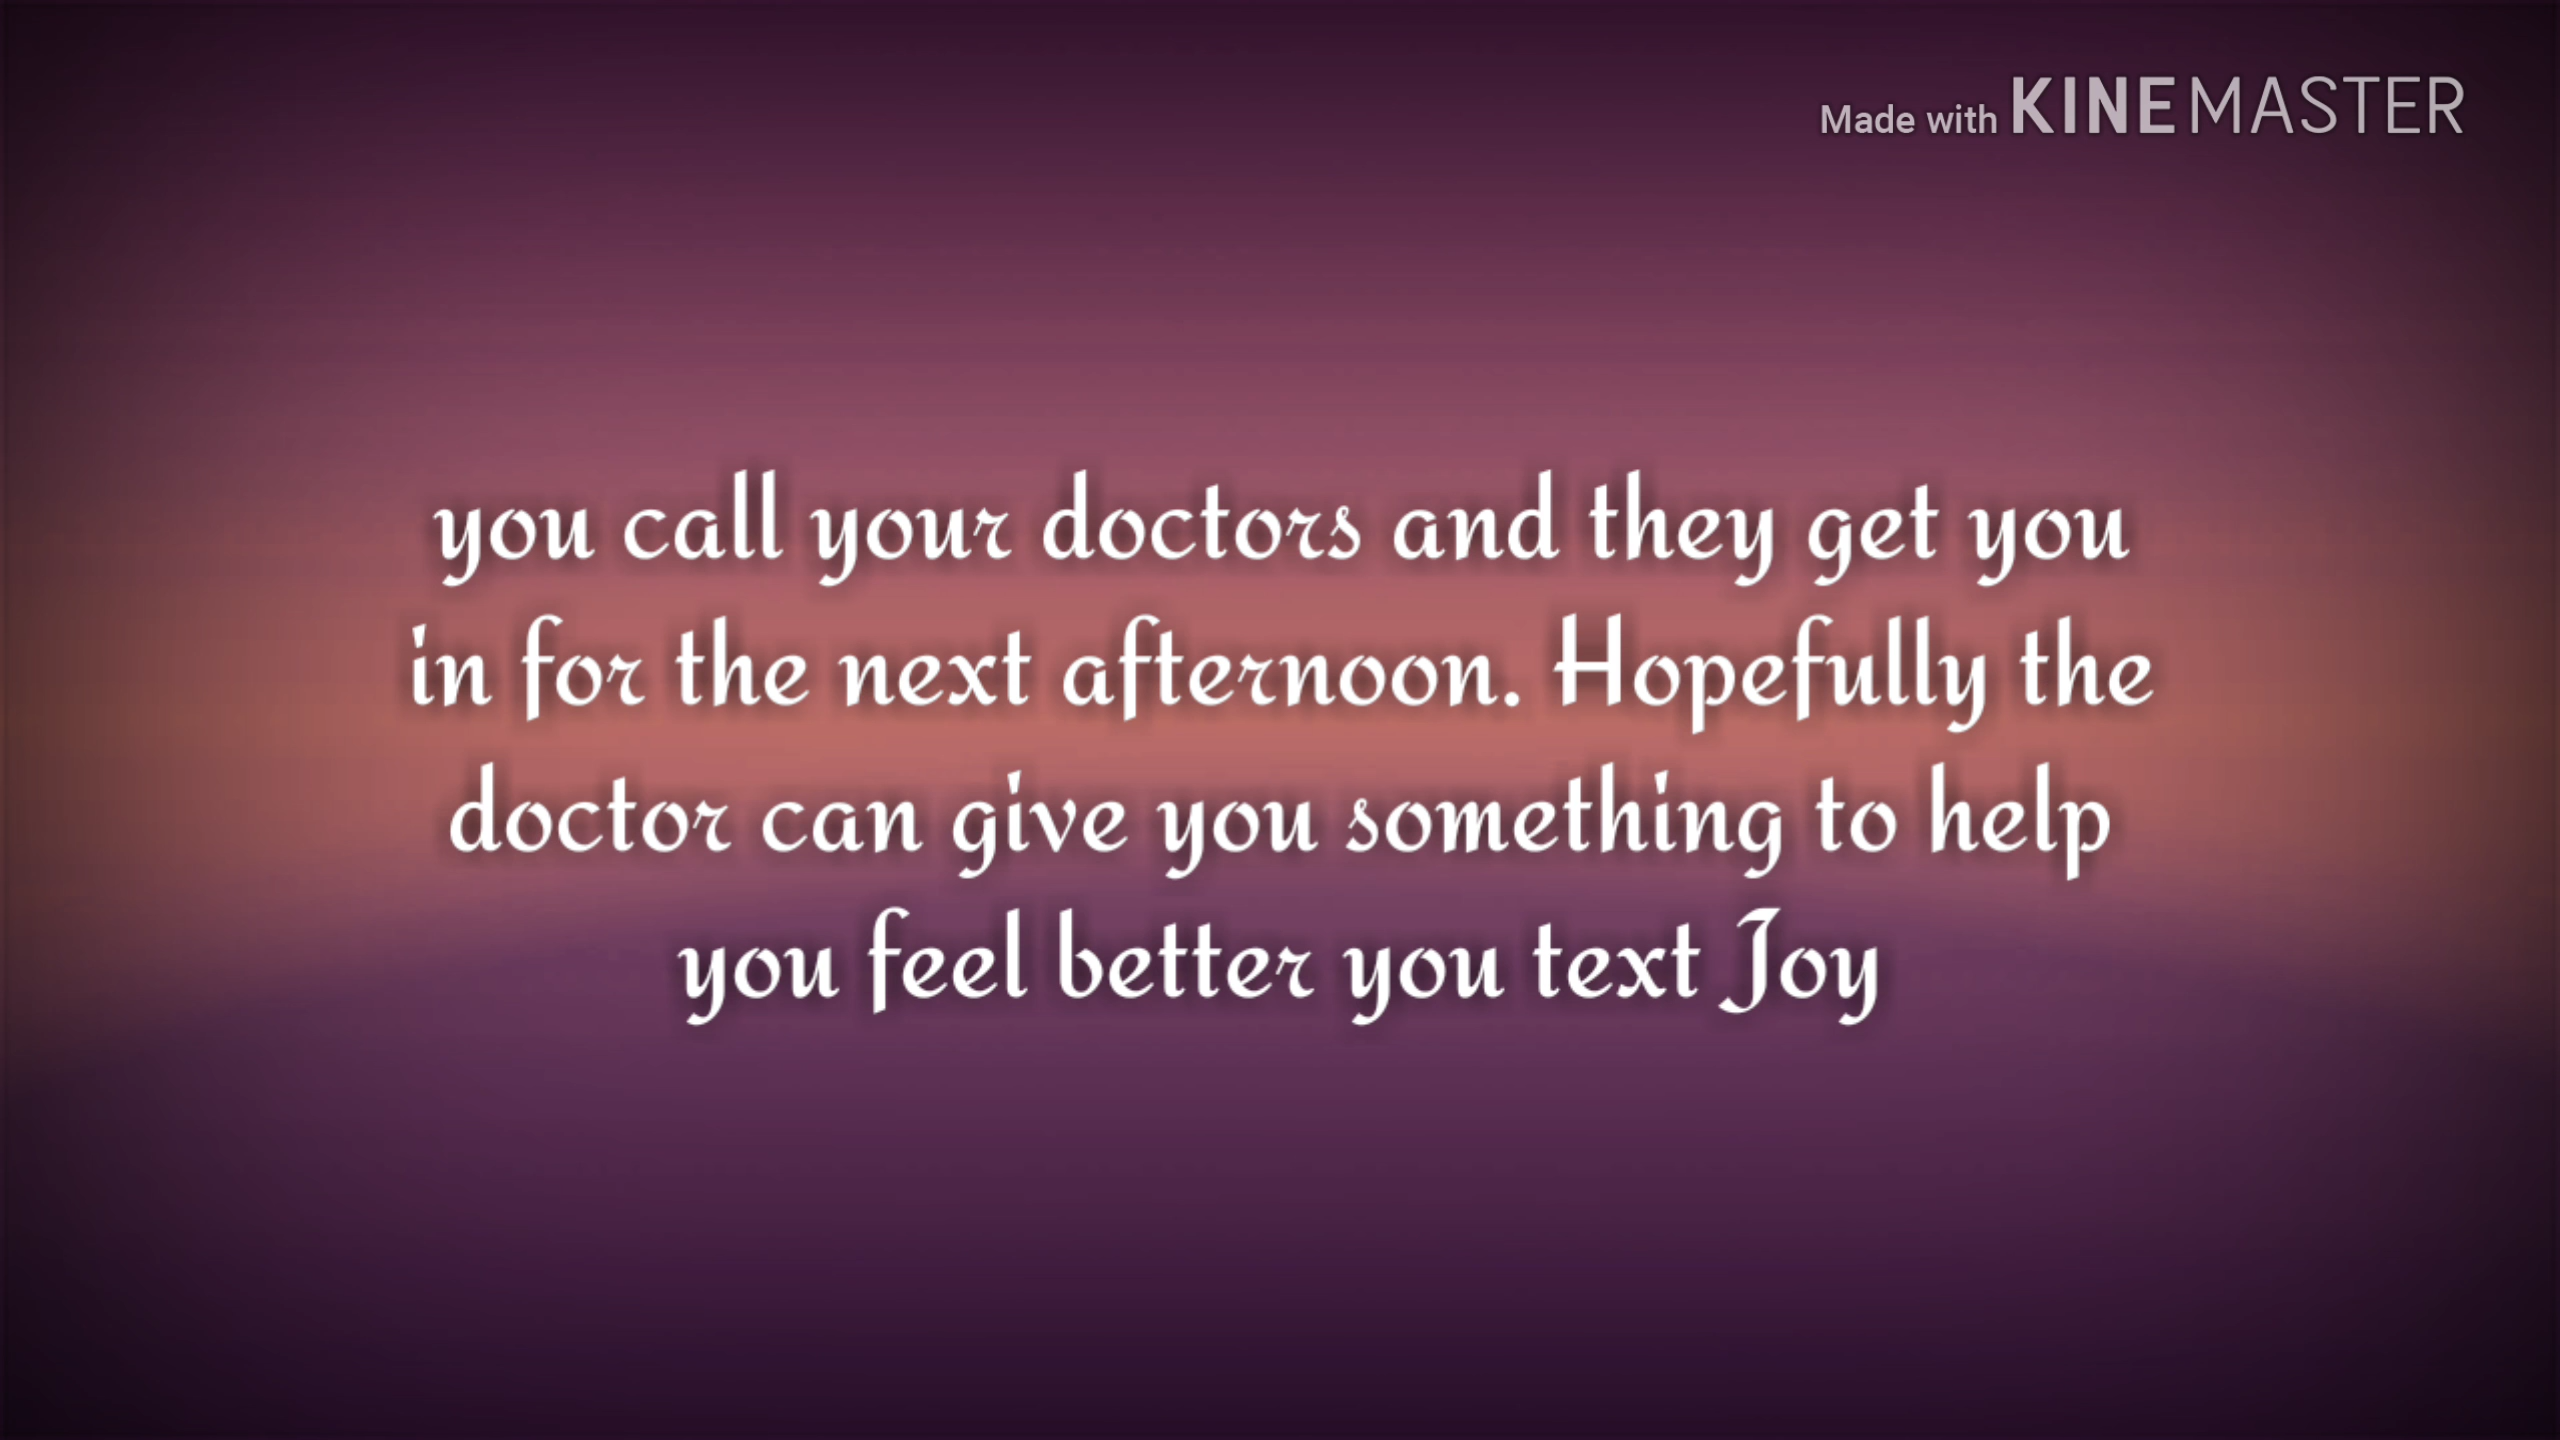 Made with KINEMASTER
you call your doctors and they get you
in for the next afternoon. Hopefully the
doctor can give you something to help
you feel better you text Joy